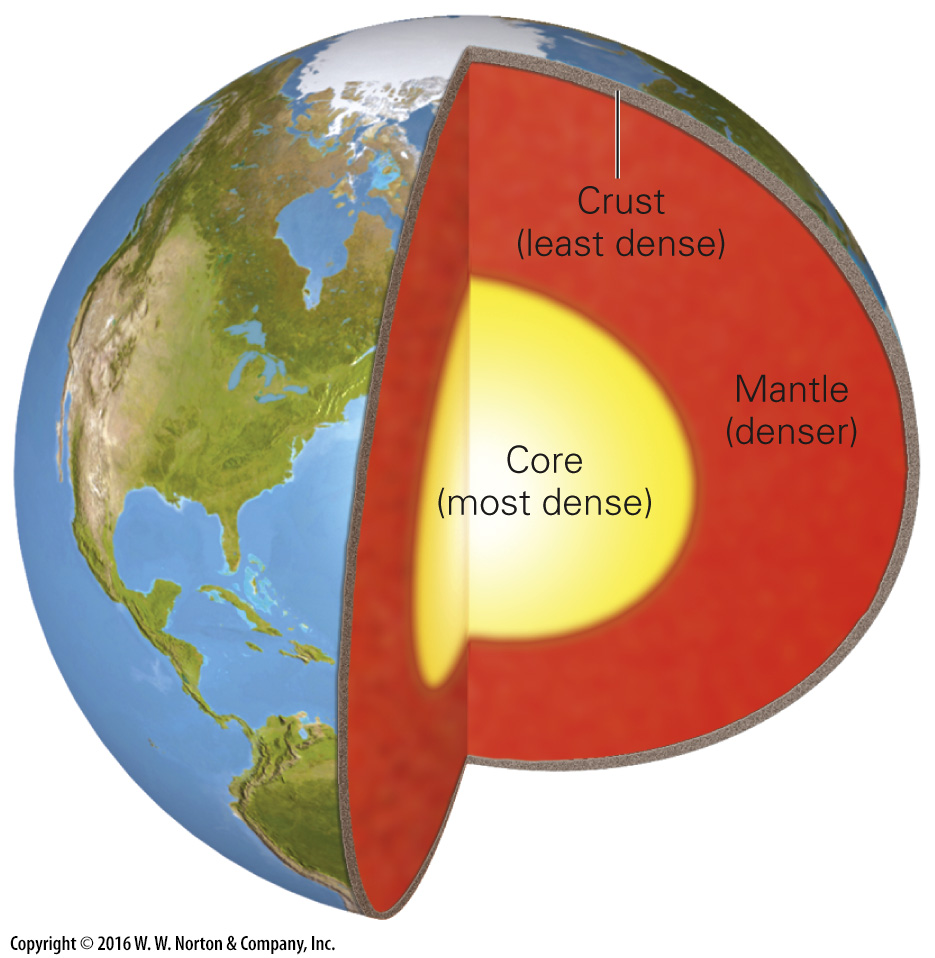 Crust
(least dense)
Mantle
(denser)
Core
(most dense)
Copyright © 2016 W. W. Norton & Company, Inc.